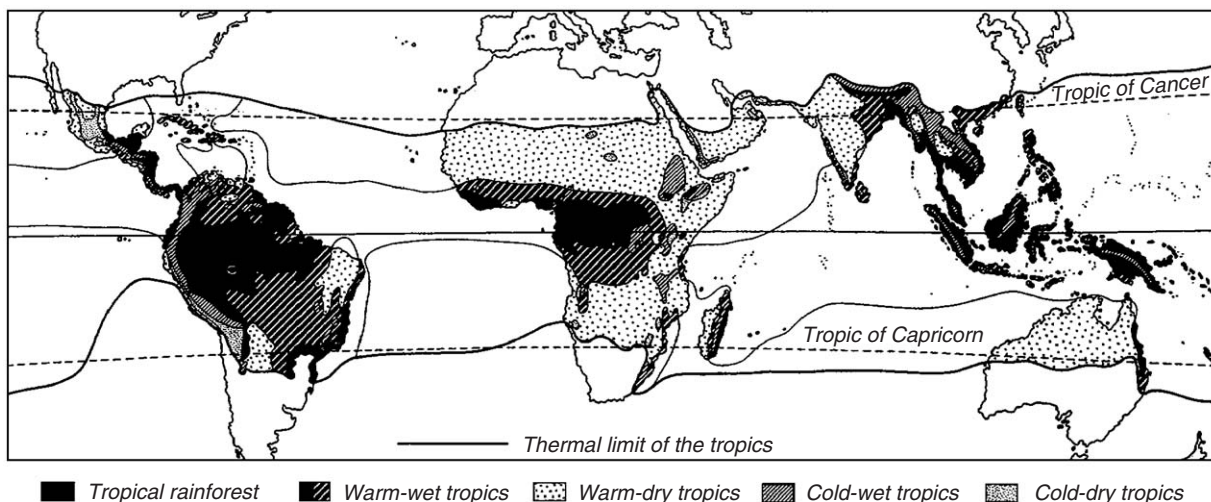 Tropic of Cancer
Tropic of Capricorn
Thermal limit of the tropics
Tropical rainforest
Warm-wet tropics
Warm-dry tropics
Cold-wet tropics
Cold-dry tropics